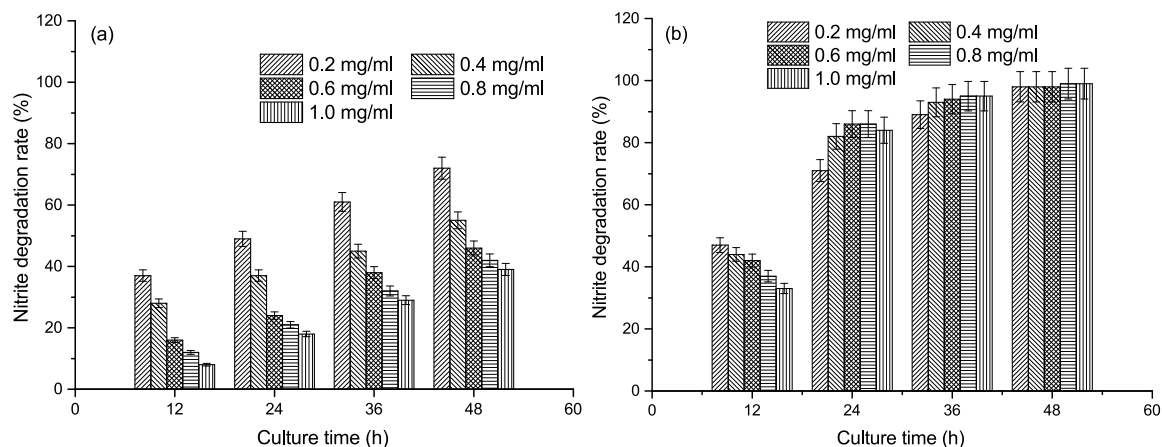 (a)
0.2 mg/ml
0.4 mg/ml
0.6 mg/ml
0.8 mg/ml
1.0 mg/ml
120
100
80
60
40
20
0
0
12
24
36
48
60
Nitrite degradation rate (%)
Culture time (h)
(b)
0.2 mg/ml
0.4 mg/ml
0.6 mg/ml
0.8 mg/ml
1.0 mg/ml
120
100
80
60
40
20
0
0
12
24
36
48
60
Nitrite degradation rate (%)
Culture time (h)